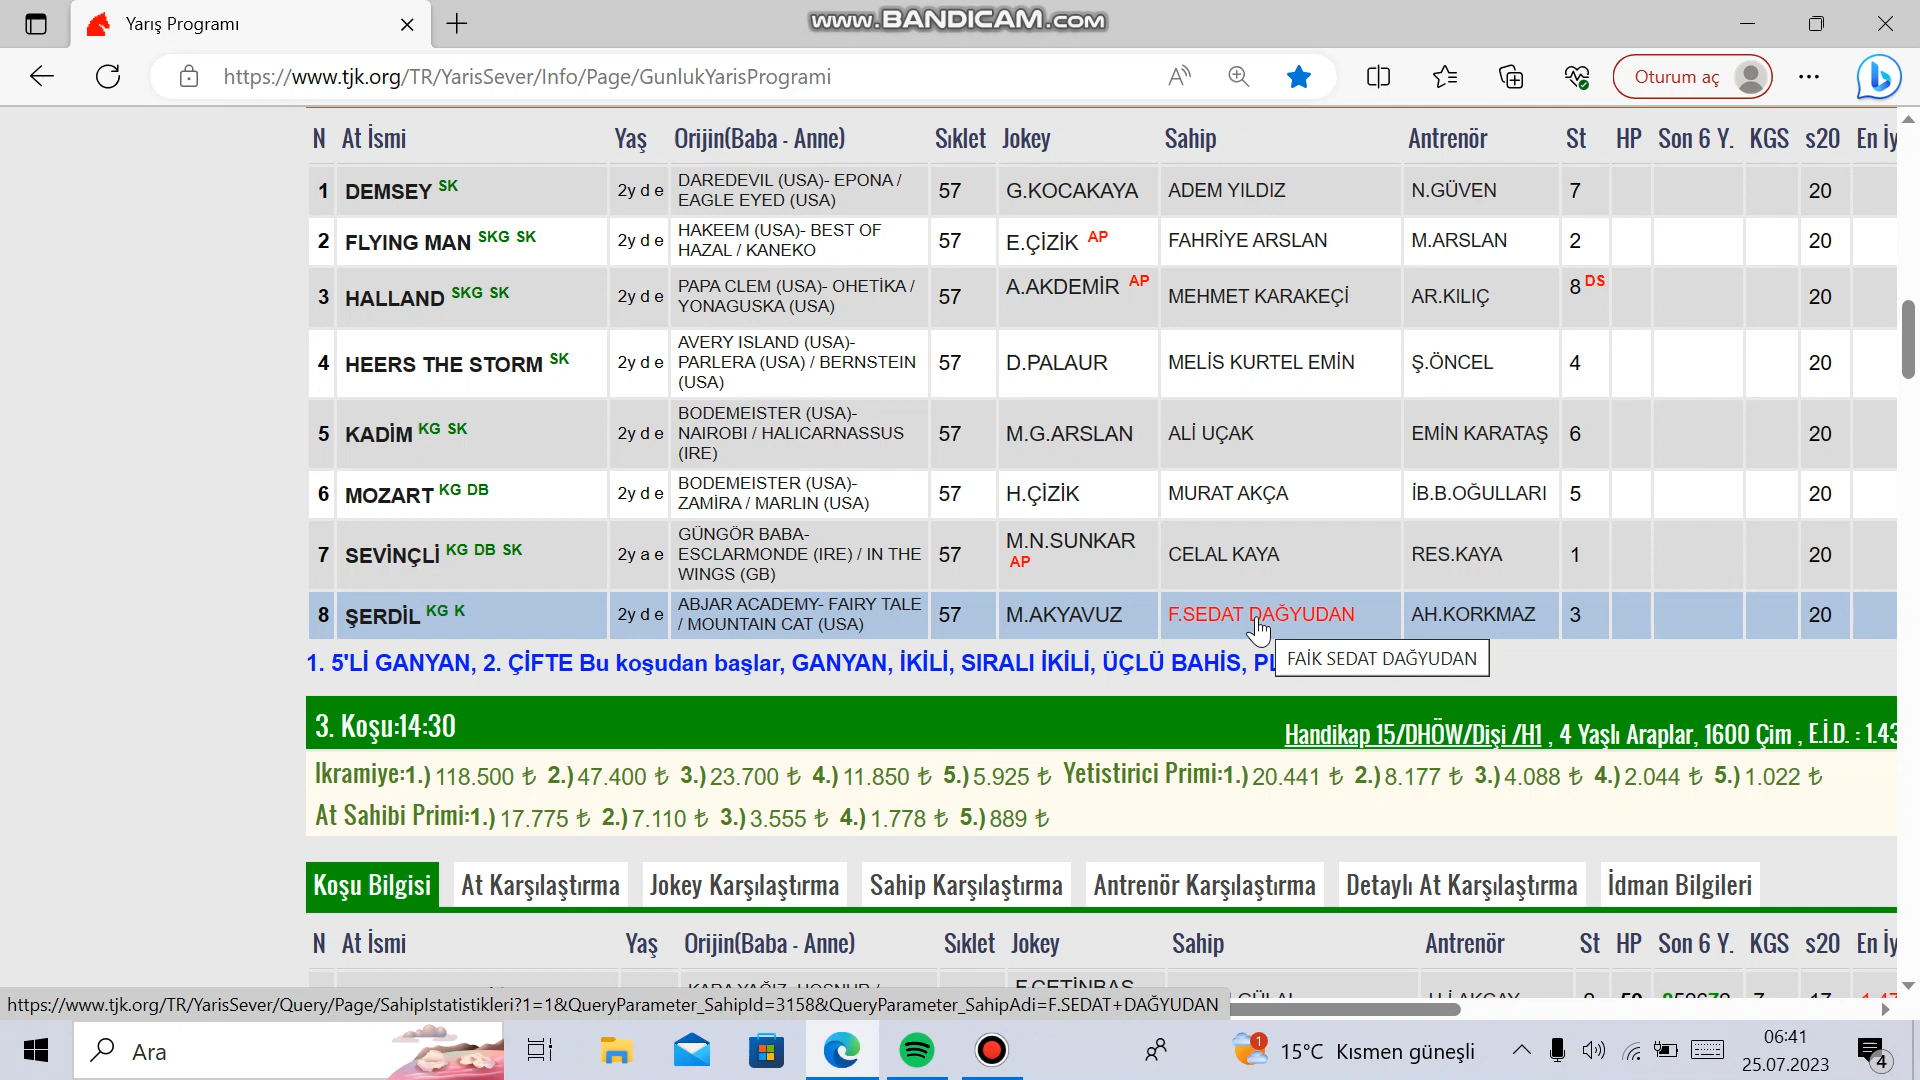 Yarış Programı
www.BANDICAM.com
https://www.tjk.org/TR/YarisSever/Info/Page/GunlukYarisProgrami
Oturum aç
N At İsmi Yaş Orijin(Baba - Anne) Sıklet Jokey Sahip Antrenör St HP Son 6 Y. KGS s20 En İy
1 DEMSEY SK 2y d e DAREDEVIL (USA)- EPONA / EAGLE EYED (USA) 57 G.KOCAKAYA ADEM YILDIZ N.GÜVEN 7 20
2 FLYING MAN SKG SK 2y d e HAKEEM (USA)- BEST OF HAZAL / KANEKO 57 E.ÇİZİK AP FAHRİYE ARSLAN M.ARSLAN 2 20
3 HALLAND SKG SK 2y d e PAPA CLEM (USA)- OHETİKA / YONAGUSKA (USA) 57 A.AKDEMİR AP MEHMET KARAKEÇİ AR.KILIÇ 8 DS 20
4 HEERS THE STORM SK 2y d e AVERY ISLAND (USA)- PARLERA (USA) / BERNSTEIN (USA) 57 D.PALAUR MELİS KURTEL EMİN Ş.ÖNCEL 4 20
5 KADİM KG SK 2y d e BODEMEISTER (USA)- NAIROBI / HALICARNASSUS (IRE) 57 M.G.ARSLAN ALİ UÇAK EMİN KARATAŞ 6 20
6 MOZART KG DB 2y d e BODEMEISTER (USA)- ZAMİRA / MARLIN (USA) 57 H.ÇİZİK MURAT AKÇA İB.B.OĞULLARI 5 20
7 SEVİNÇLİ KG DB SK 2y a e GÜNGÖR BABA- ESCLARMONDE (IRE) / IN THE WINGS (GB) 57 M.N.SUNKAR AP CELAL KAYA RES.KAYA 1 20
8 ŞERDİL KG K 2y d e ABJAR ACADEMY- FAIRY TALE / MOUNTAIN CAT (USA) 57 M.AKYAVUZ F.SEDAT DAĞYUDAN AH.KORKMAZ 3 20
FAİK SEDAT DAĞYUDAN
1. 5'Lİ GANYAN, 2. ÇİFTE Bu koşudan başlar, GANYAN, İKİLİ, SIRALI İKİLİ, ÜÇLÜ BAHİS,
3. Koşu:14:30
Handikap 15/DHÖW/Dişi /H1 , 4 Yaşlı Araplar, 1600 Çim , E.İ.D. : 1.43
Ikramiye:1.) 118.500 ₺ 2.) 47.400 ₺ 3.) 23.700 ₺ 4.) 11.850 ₺ 5.) 5.925 ₺ Yetistirici Primi:1.) 20.441 ₺ 2.) 8.177 ₺ 3.) 4.088 ₺ 4.) 2.044 ₺ 5.) 1.022 ₺
At Sahibi Primi:1.) 17.775 ₺ 2.) 7.110 ₺ 3.) 3.555 ₺ 4.) 1.778 ₺ 5.) 889 ₺
Koşu Bilgisi At Karşılaştırma Jokey Karşılaştırma Sahip Karşılaştırma Antrenör Karşılaştırma Detaylı At Karşılaştırma İdman Bilgileri
N At İsmi Yaş Orijin(Baba - Anne) Sıklet Jokey Sahip Antrenör St HP Son 6 Y. KGS s20 En İy
https://www.tjk.org/TR/YarisSever/Query/Page/SahipIstatistikleri?1=1&QueryParameter_SahipId=3158&QueryParameter_SahipAdi=F.SEDAT+DAĞYUDAN
Ara
1
15°C Kısmen güneşli
06:41
25.07.2023
4